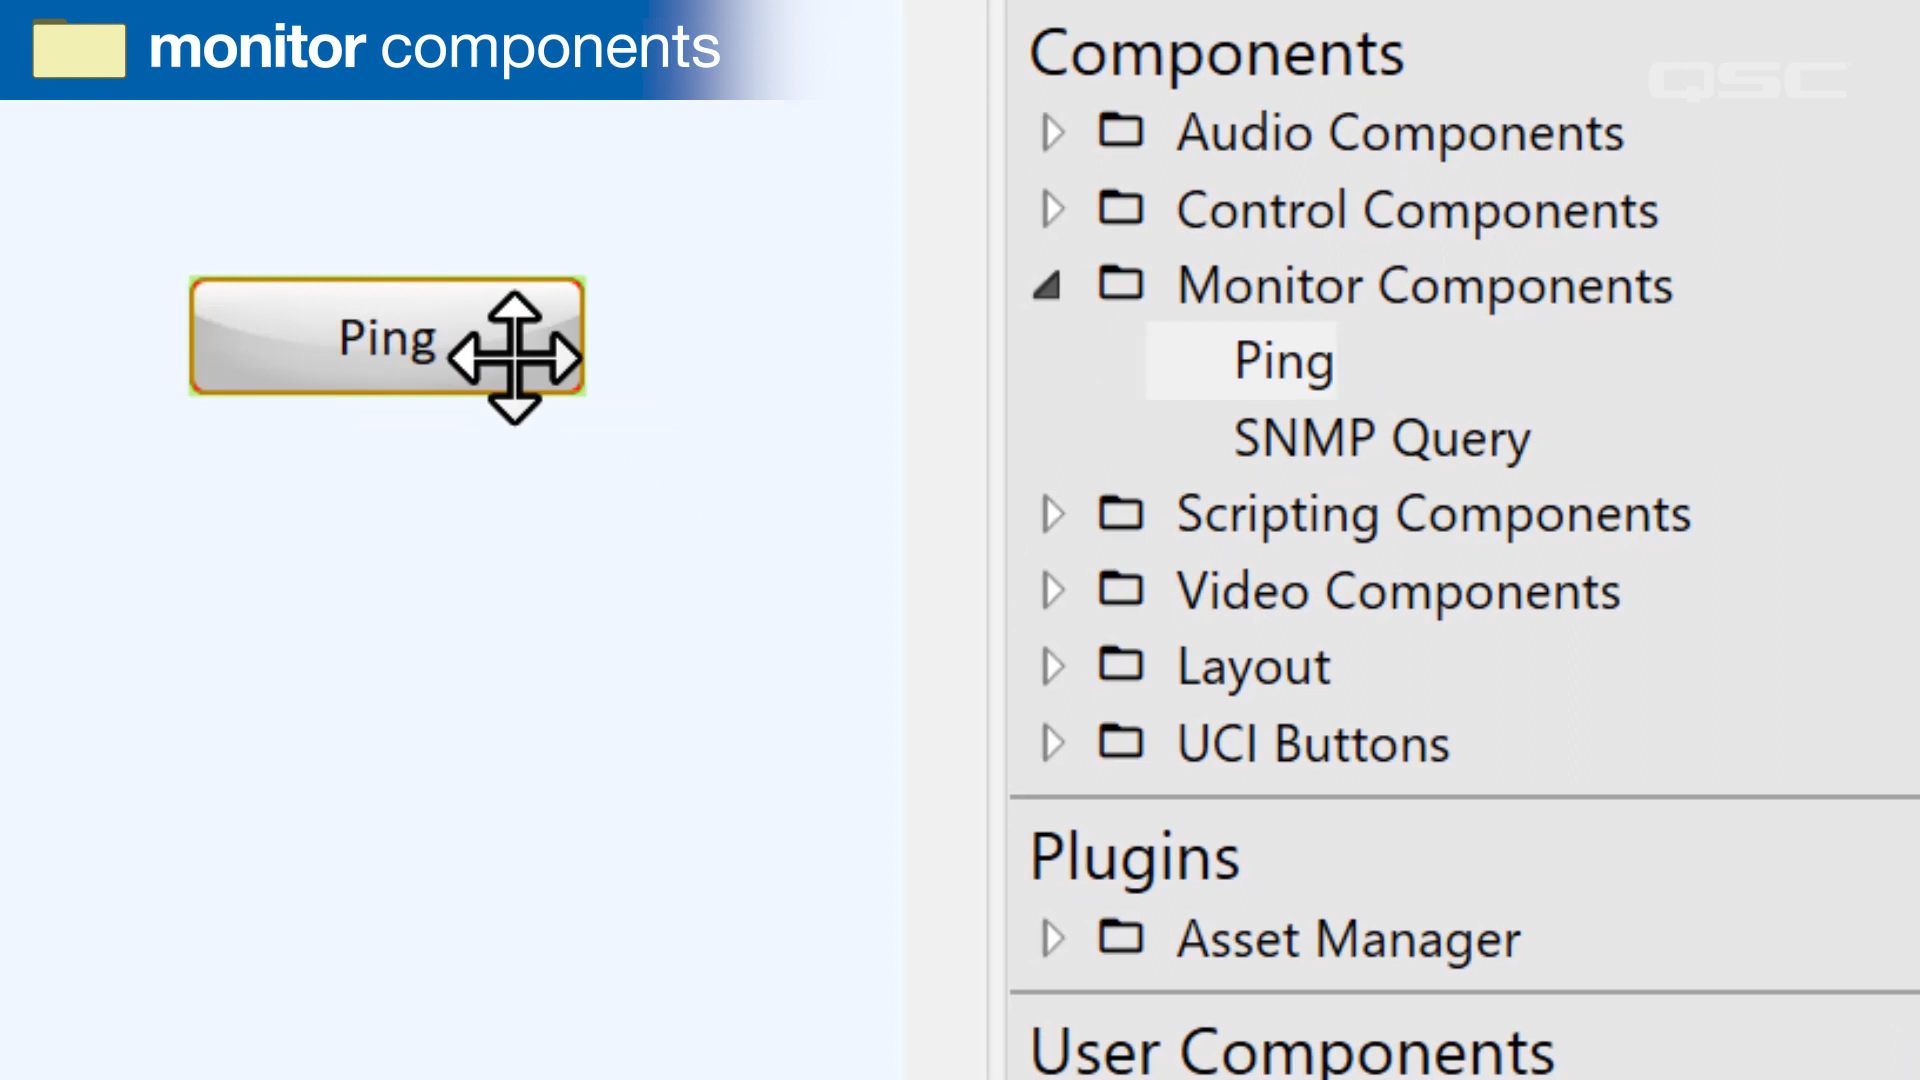 monitor components
Ping
Components
QSC
Audio Components
Control Components
Monitor Components
Ping
SNMP Query
Scripting Components
Video Components
Layout
UCI Buttons
Plugins
Asset Manager
User Components